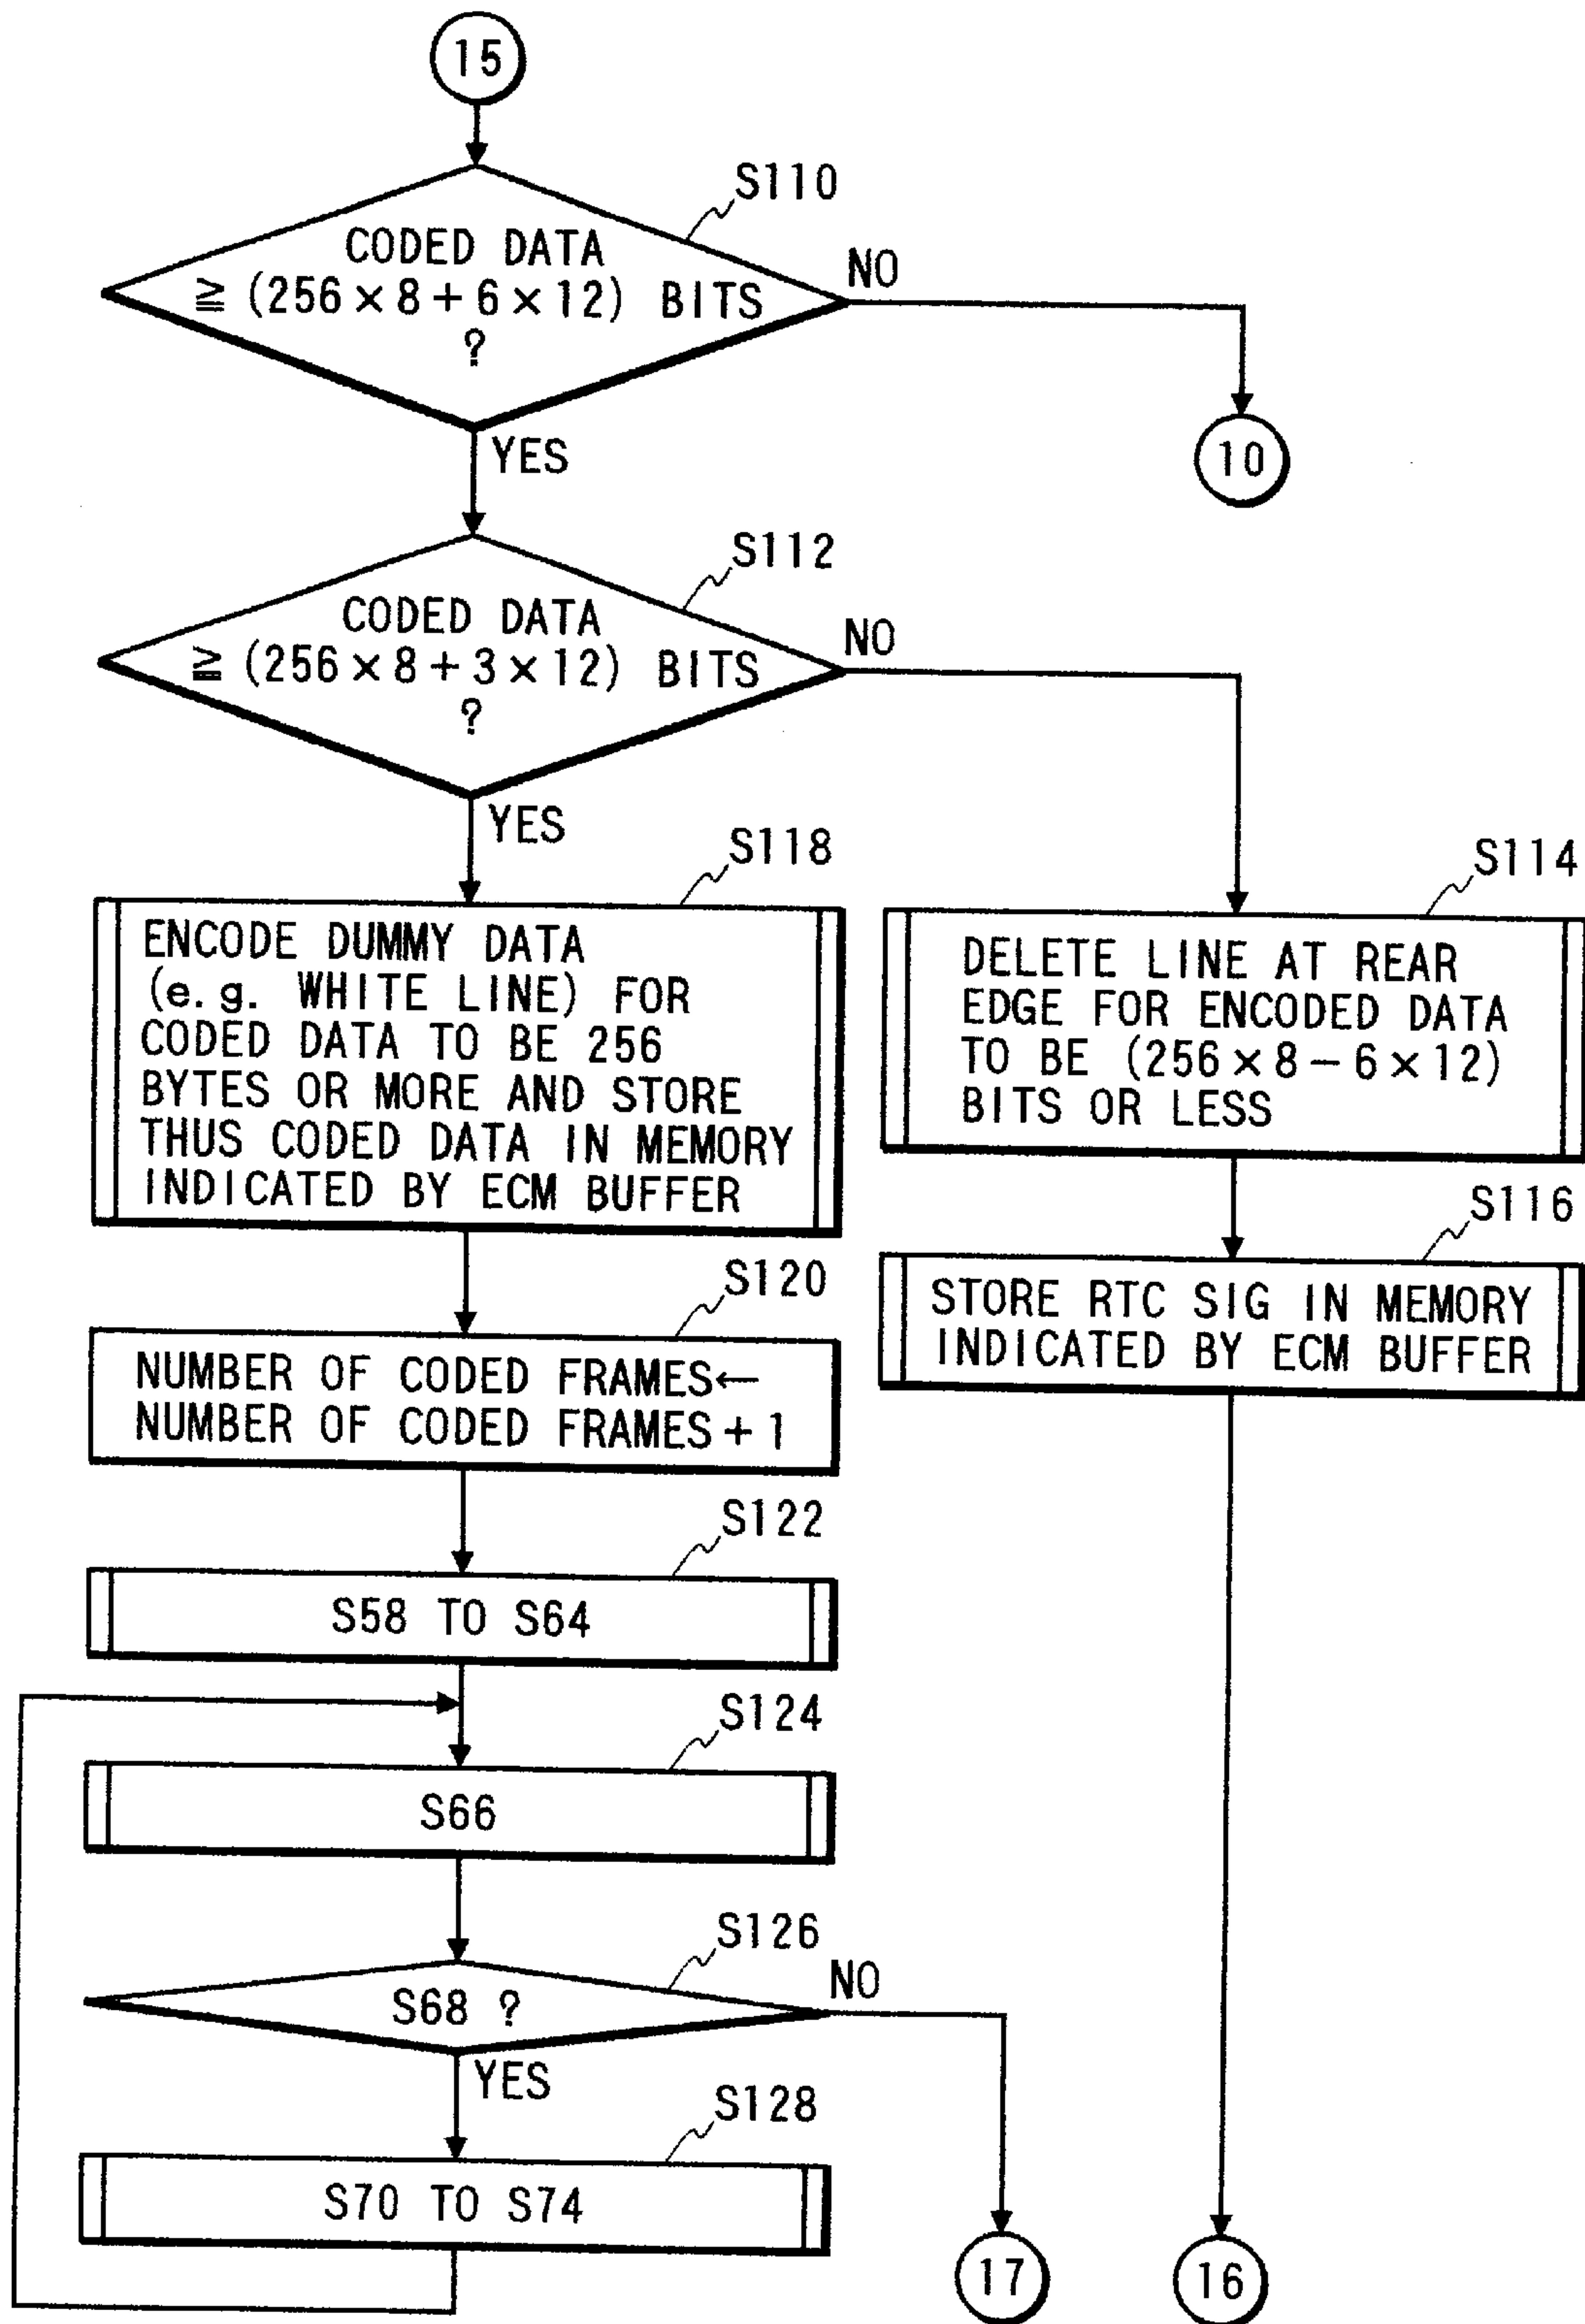 15
S110
CODED DATA
≧ (256×8+6×12) BITS
?
NO
YES
10
S112
CODED DATA
≧ (256×8+3×12) BITS
?
NO
YES
S118
ENCODE DUMMY DATA
(e.g. WHITE LINE) FOR
CODED DATA TO BE 256
BYTES OR MORE AND STORE
THUS CODED DATA IN MEMORY
INDICATED BY ECM BUFFER
S114
DELETE LINE AT REAR
EDGE FOR ENCODED DATA
TO BE (256×8−6×12)
BITS OR LESS
S116
STORE RTC SIG IN MEMORY
INDICATED BY ECM BUFFER
S120
NUMBER OF CODED FRAMES←
NUMBER OF CODED FRAMES+1
S122
S58 TO S64
S124
S66
S126
S68 ?
NO
YES
S128
S70 TO S74
17
16